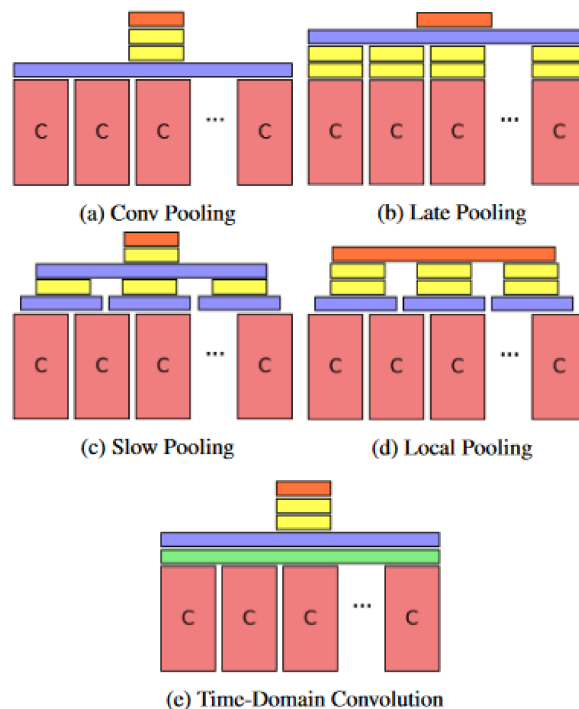 C C C ... C
C C C ... C
(a) Conv Pooling
(b) Late Pooling
C C C ... C
C C C ... C
(c) Slow Pooling
(d) Local Pooling
C C C ... C
(e) Time-Domain Convolution